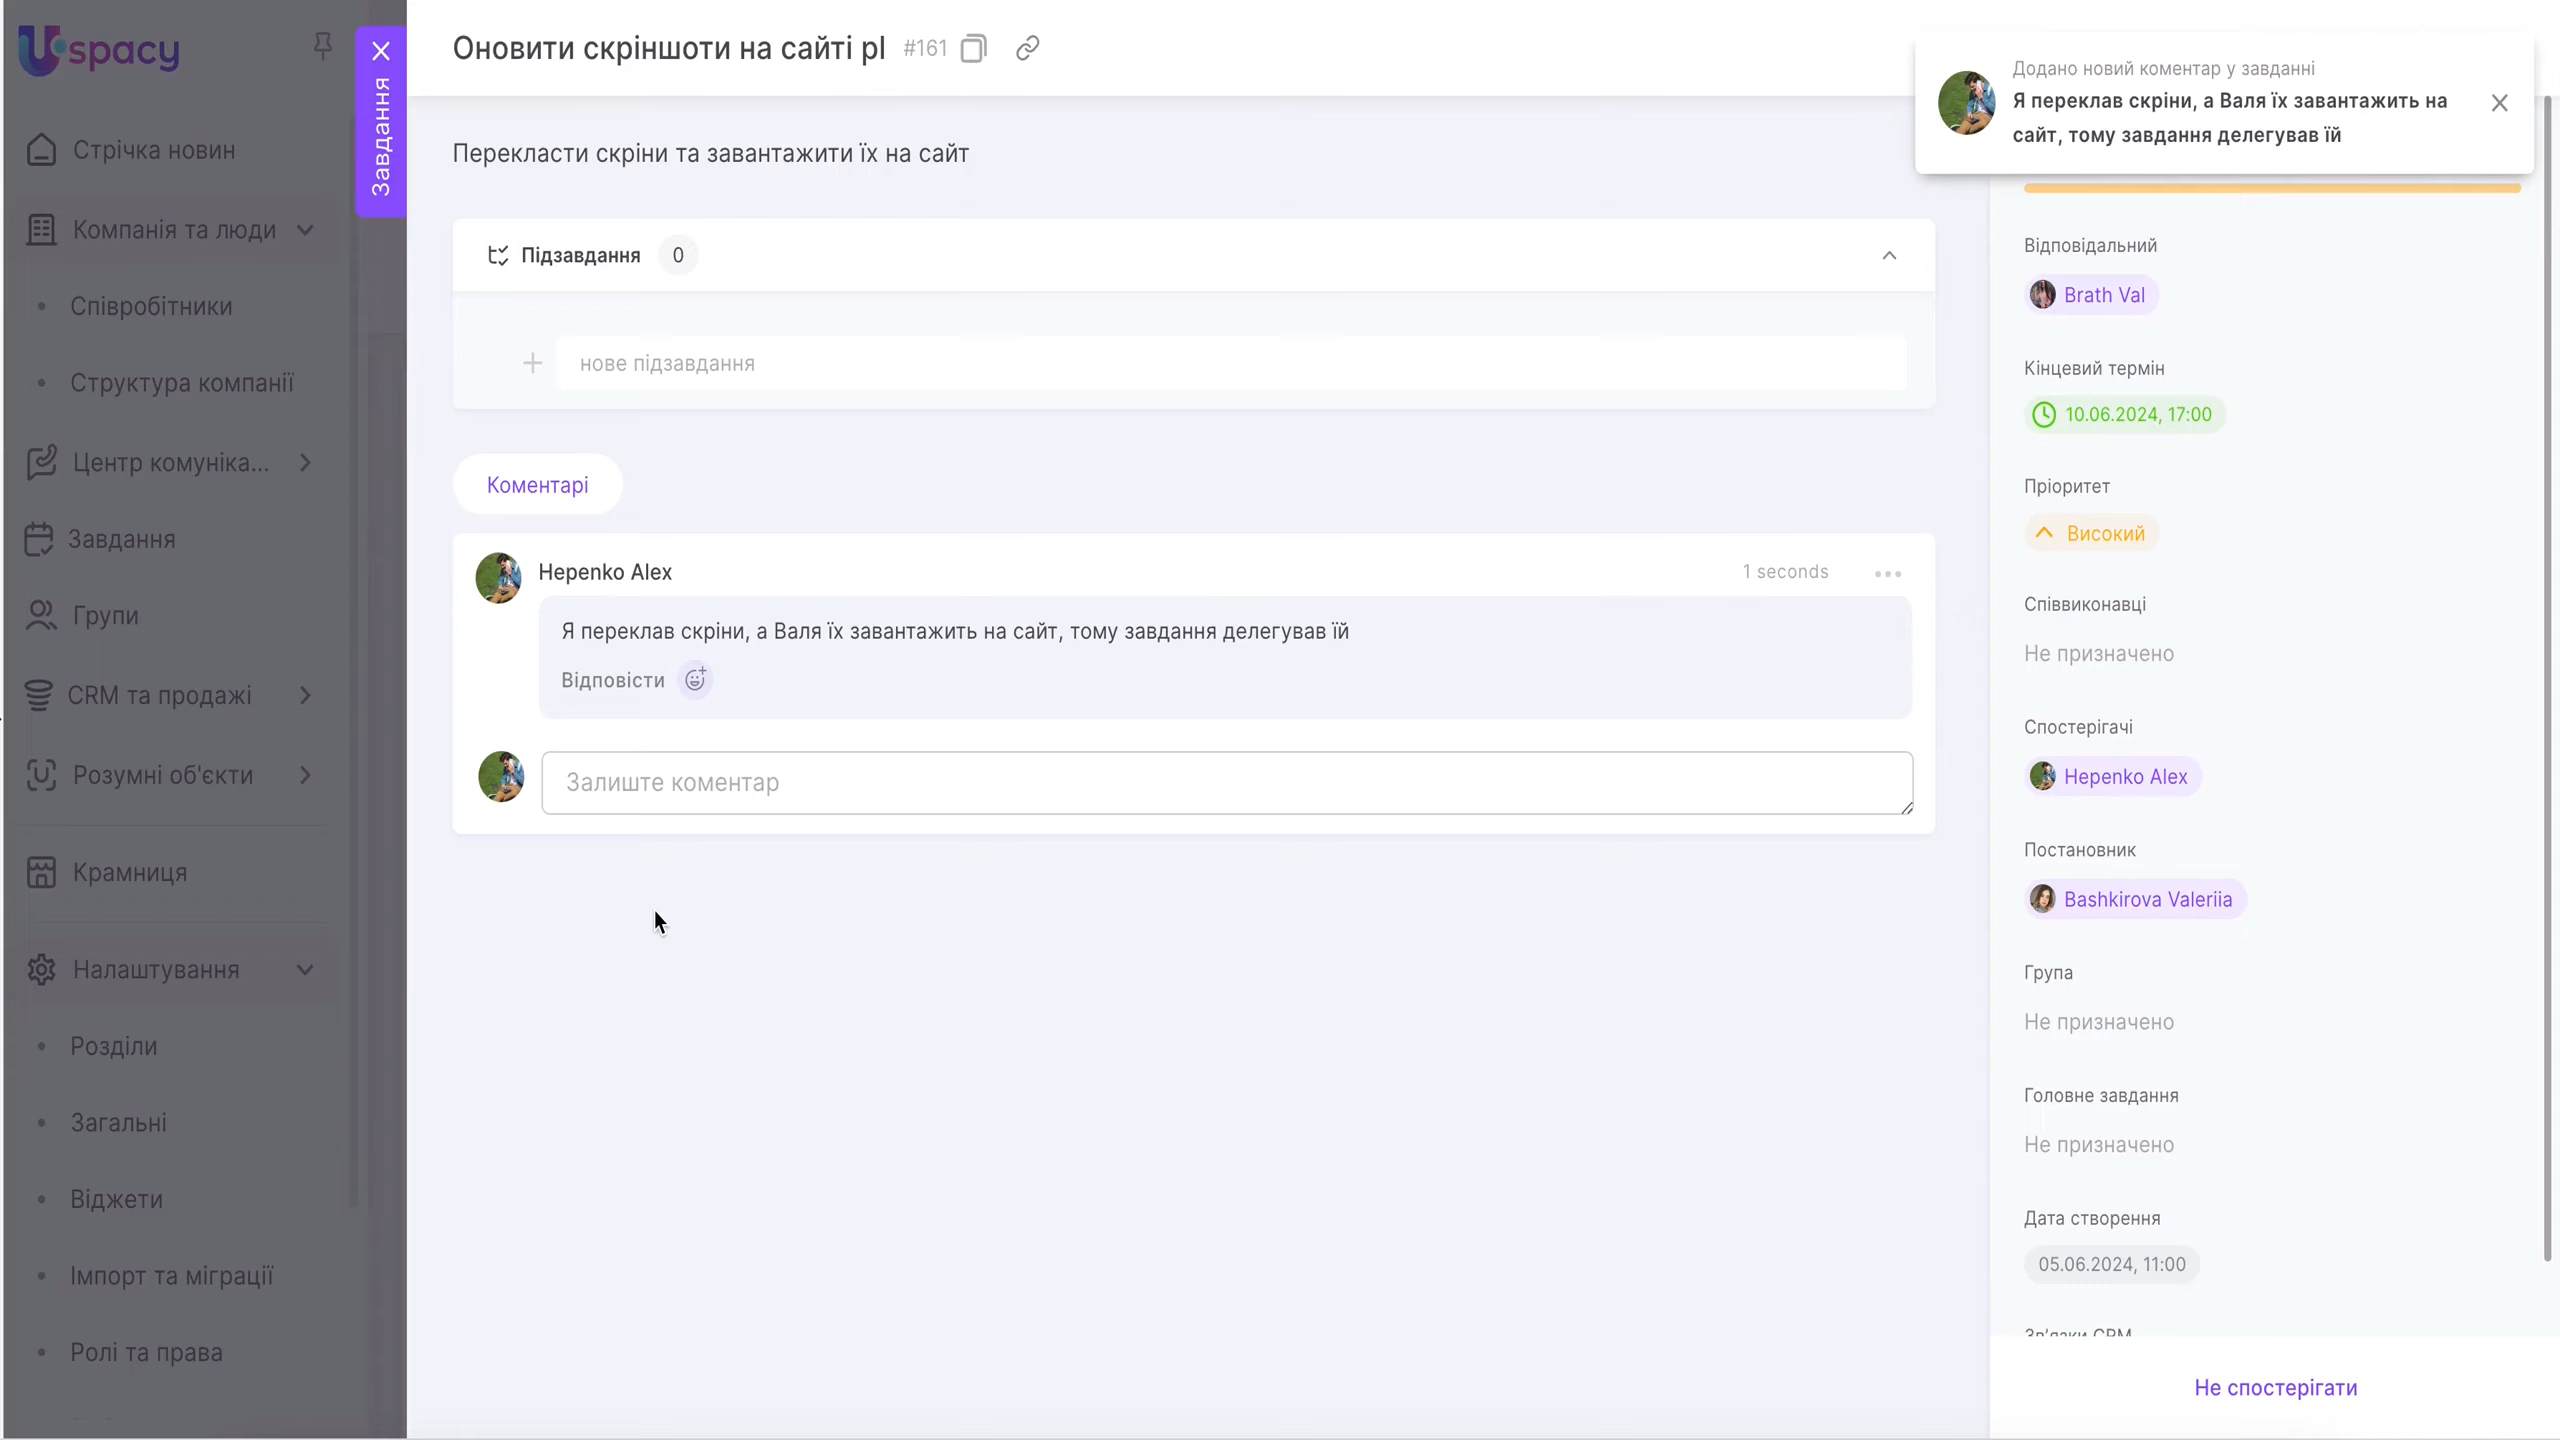 Uspacy
Стрічка новин
Компанія та люди
Співробітники
Структура компанії
Центр комуніка...
Завдання
Групи
CRM та продажі
Розумні об'єкти
Крамниця
Налаштування
Розділи
Загальні
Віджети
Імпорт та міграції
Ролі та права
Завдання
Оновити скріншоти на сайті pl #161
Перекласти скріни та завантажити їх на сайт
Підзавдання 0
нове підзавдання
Коментарі
Hepenko Alex 1 seconds
Я переклав скріни, а Валя їх завантажить на сайт, тому завдання делегував їй
Відповісти
Залиште коментар
Додано новий коментар у завданні
Я переклав скріни, а Валя їх завантажить на
сайт, тому завдання делегував їй
Відповідальний
Brath Val
Кінцевий термін
10.06.2024, 17:00
Пріоритет
Високий
Співвиконавці
Не призначено
Спостерігачі
Hepenko Alex
Постановник
Bashkirova Valeriia
Група
Не призначено
Головне завдання
Не призначено
Дата створення
05.06.2024, 11:00
Зв'язки CRM
Не спостерігати